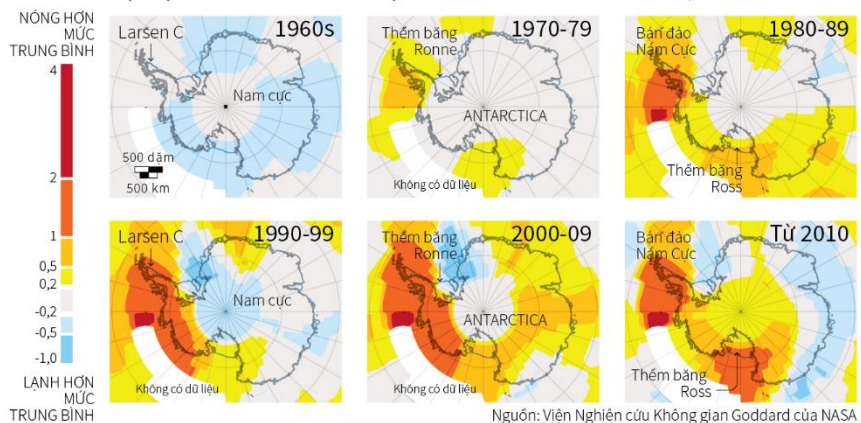 NÓNG HƠN
MỨC
TRUNG BÌNH
4
2
1
0,5
0,2
-0,2
-0,5
-1,0
LẠNH HƠN
MỨC
TRUNG BÌNH
Larsen C
1960s
Nam cực
500 dặm
500 km
Thềm băng
Ronne
1970-79
ANTARCTICA
Không có dữ liệu
Bán đảo
Nam Cực
1980-89
Thềm băng
Ross
Larsen C
1990-99
Nam cực
Không có dữ liệu
Thềm băng
Ronne
2000-09
ANTARCTICA
Không có dữ liệu
Bán đảo
Nam Cực
Từ 2010
Thềm băng
Ross
Nguồn: Viện Nghiên cứu Không gian Goddard của NASA